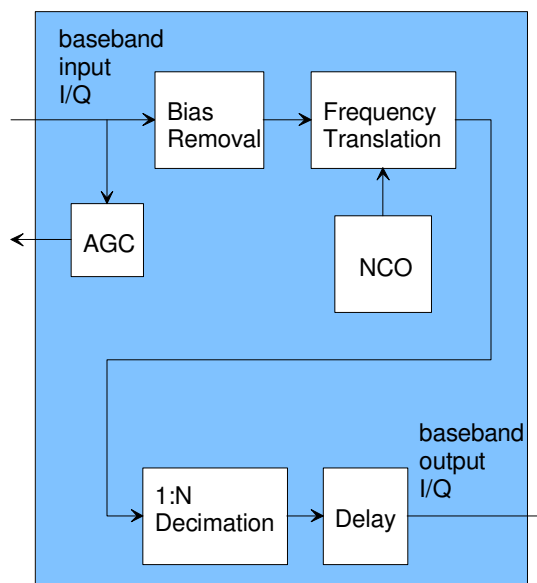 baseband
input
I/Q
Bias
Removal
Frequency
Translation
AGC
NCO
baseband
output
I/Q
1:N
Decimation
Delay